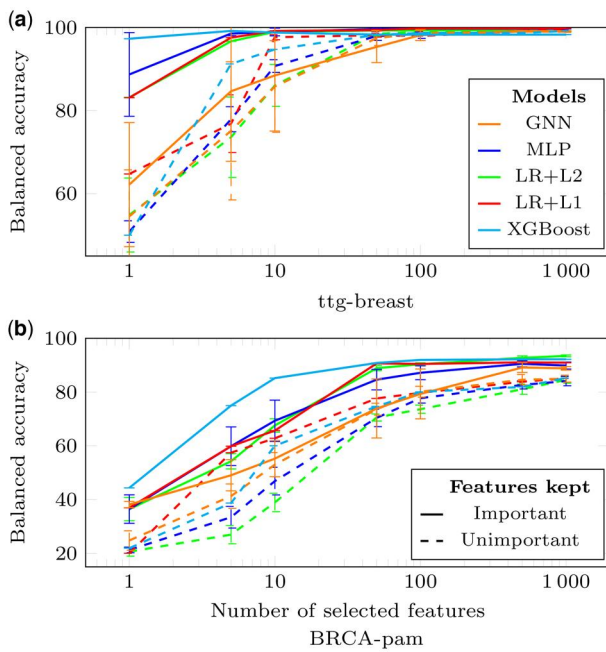 (a)
Balanced accuracy
100
80
60
Models
GNN
MLP
LR+L2
LR+L1
XGBoost
1 10 100 1 000
ttg-breast
(b)
Balanced accuracy
100
80
60
40
20
Features kept
Important
Unimportant
1 10 100 1 000
Number of selected features
BRCA-pam